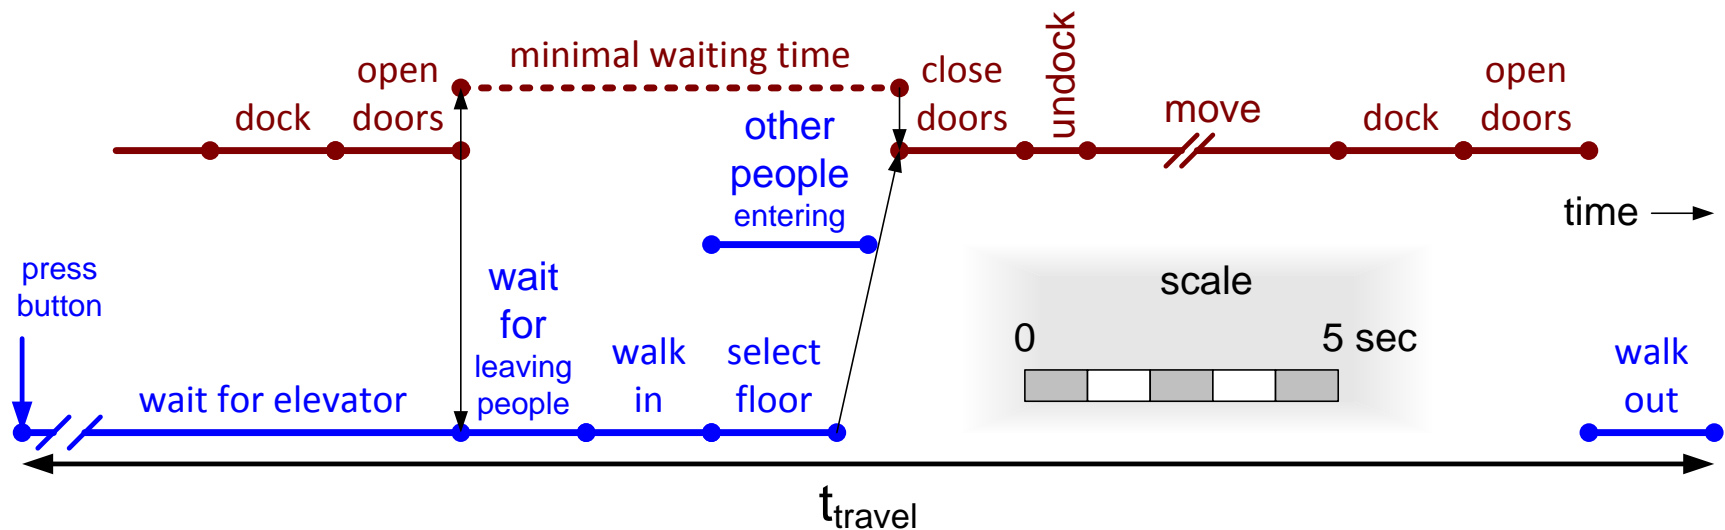 open
doors
dock
minimal waiting time
close
doors
undock
move
dock
open
doors
other
people
entering
time
press
button
wait
for
leaving
people
wait for elevator
walk
in
select
floor
scale
0 5 sec
walk
out
t travel